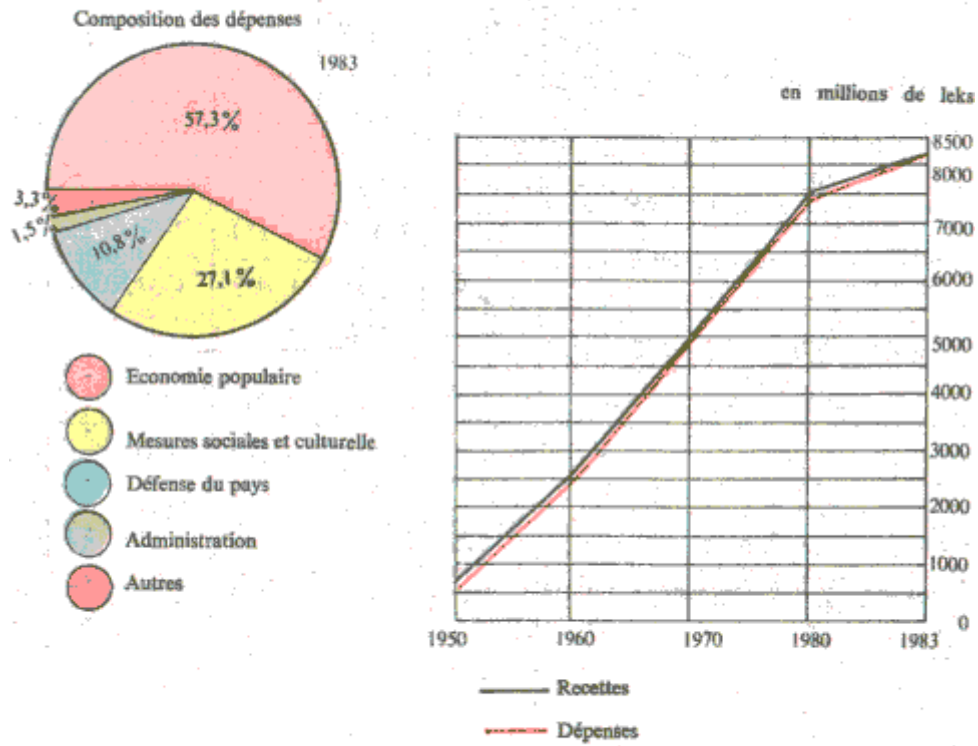 Composition des dépenses
1983
57,3%
3,3%
1,5%
10,8%
27,1%
Economie populaire
Mesures sociales et culturelle
Défense du pays
Administration
Autres
en millions de leks
8500
8000
7000
6000
5000
4000
3000
2000
1000
0
1950 1960 1970 1980 1983
Recettes
Dépenses